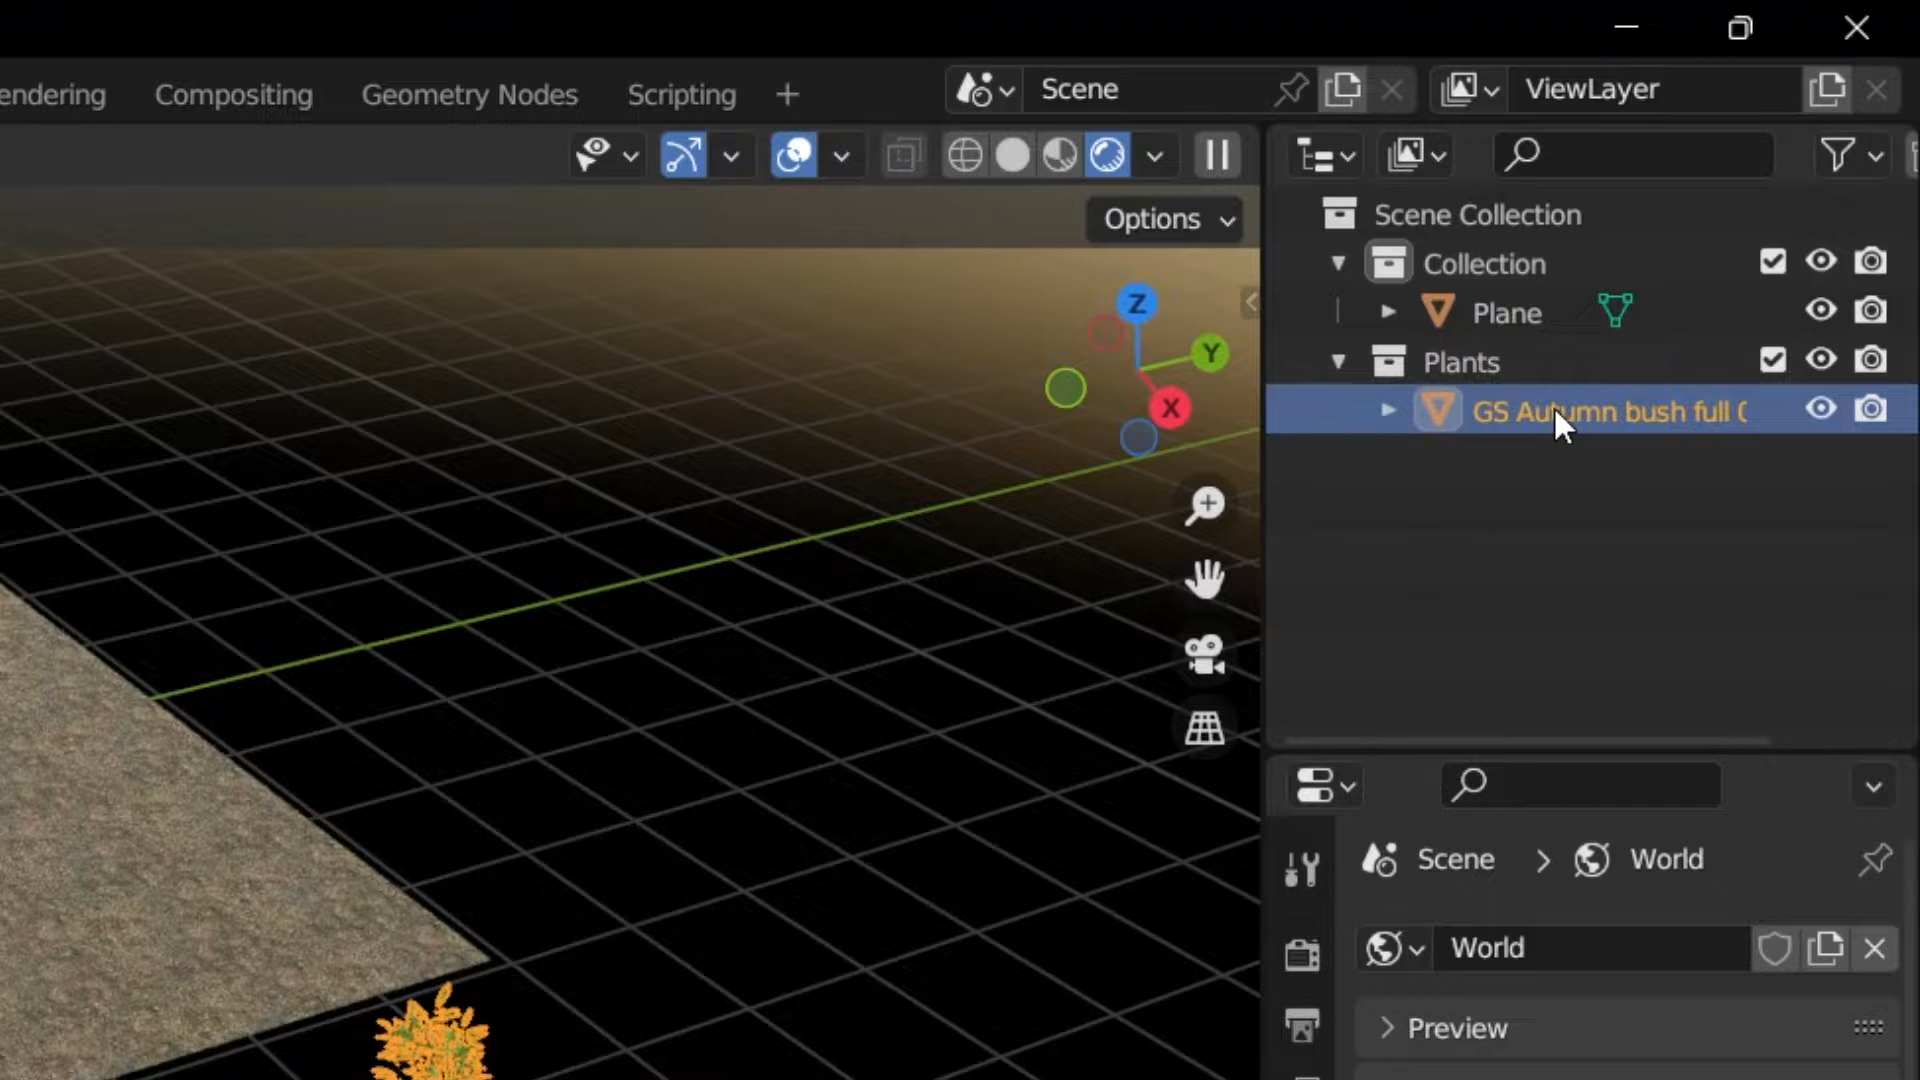 endering Compositing Geometry Nodes Scripting + Scene ViewLayer
Options
Scene Collection
Collection
Plane
Plants
GS Autumn bush full (
Z
Y
X
Scene > World
World
Preview